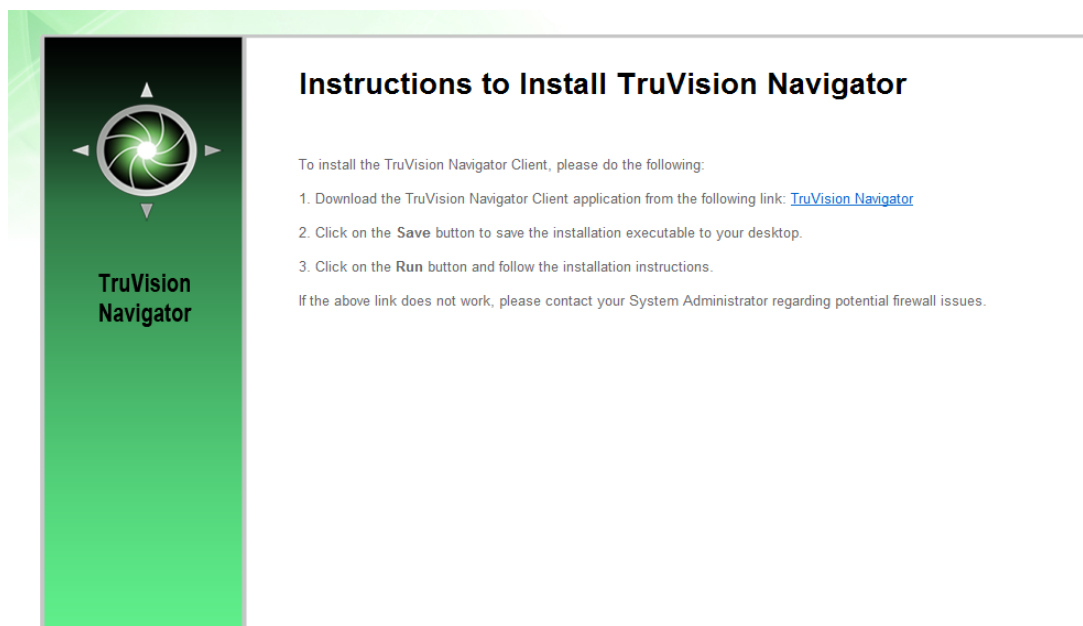 Instructions to Install TruVision Navigator
To install the TruVision Navigator Client, please do the following:
1. Download the TruVision Navigator Client application from the following link: TruVision Navigator
2. Click on the Save button to save the installation executable to your desktop.
3. Click on the Run button and follow the installation instructions.
If the above link does not work, please contact your System Administrator regarding potential firewall issues.
TruVision
Navigator